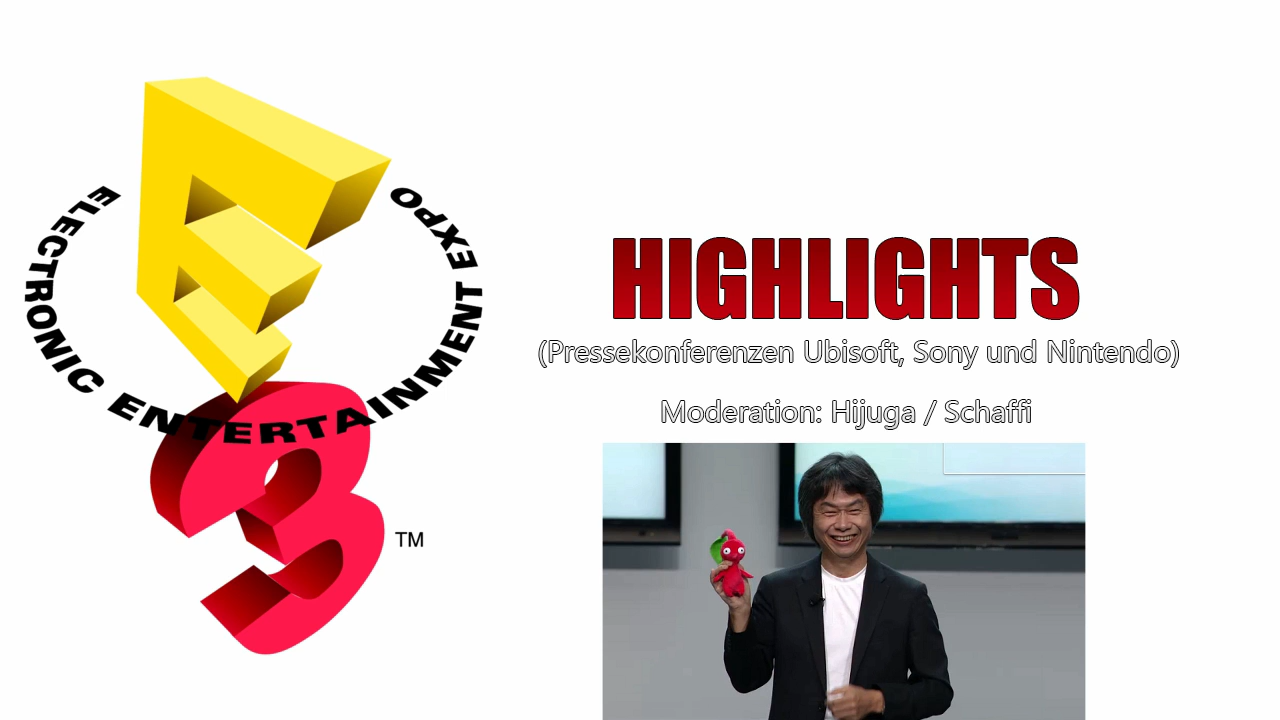 E3
ELECTRONIC ENTERTAINMENT EXPO
TM
HIGHLIGHTS
(Pressekonferenzen Ubisoft, Sony und Nintendo)
Moderation: Hijuga / Schaffi